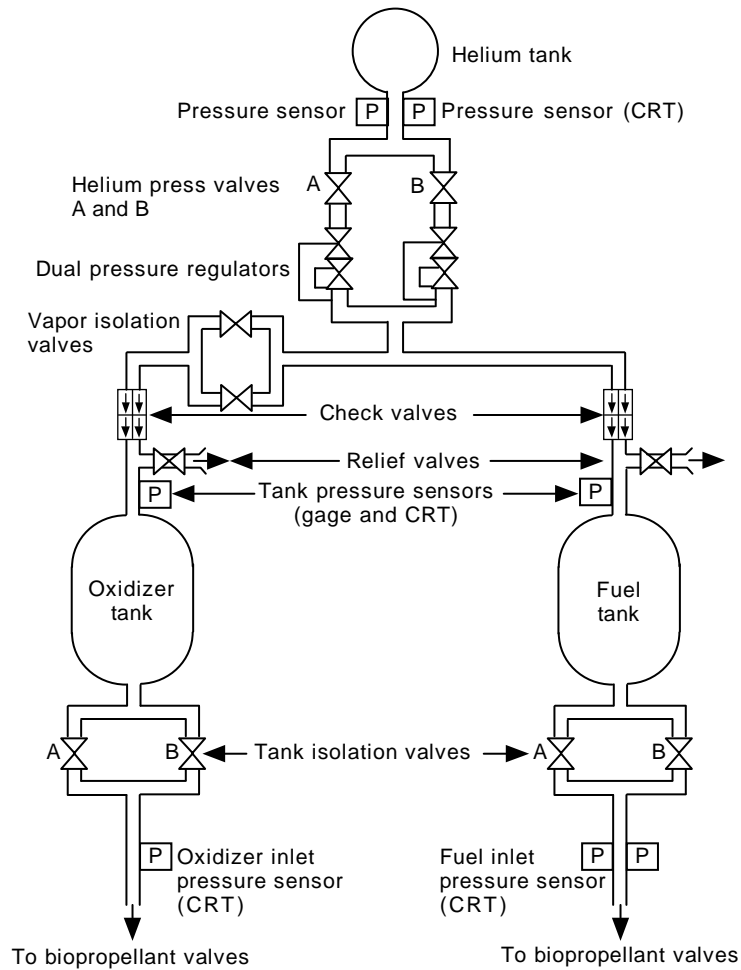 Helium tank
Pressure sensor P P Pressure sensor (CRT)
Helium press valves
A and B
A
B
Dual pressure regulators
Vapor isolation
valves
Check valves
Relief valves
P Tank pressure sensors P
(gage and CRT)
Oxidizer
tank
Fuel
tank
A B Tank isolation valves A B
P Oxidizer inlet
pressure sensor
(CRT)
Fuel inlet P P
pressure sensor
(CRT)
To biopropellant valves
To biopropellant valves